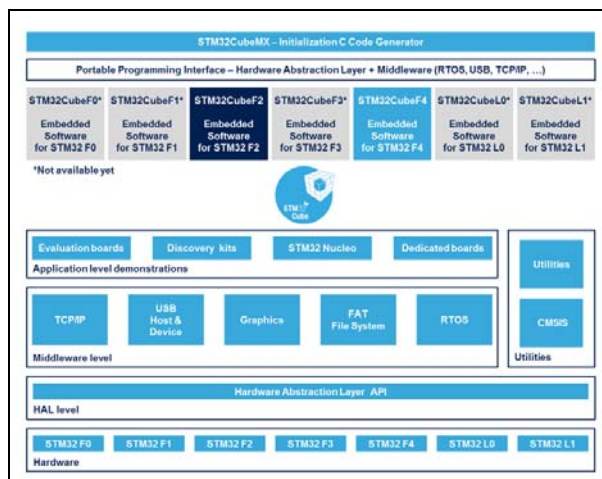 STM32CubeMX – Initialization C Code Generator
Portable Programming Interface – Hardware Abstraction Layer + Middleware (RTOS, USB, TCP/IP, ...)
STM32CubeF0* STM32CubeF1* STM32CubeF2 STM32CubeF3* STM32CubeF4 STM32CubeL0* STM32CubeL1*
Embedded Embedded Embedded Embedded Embedded Embedded Embedded
Software Software Software Software Software Software Software
for STM32 F0 for STM32 F1 for STM32 F2 for STM32 F3 for STM32 F4 for STM32 L0 for STM32 L1
*Not available yet
STM32
Cube
Evaluation boards Discovery kits STM32 Nucleo Dedicated boards
Application level demonstrations
Utilities
TCP/IP
USB
Host &
Device
Graphics
FAT
File System
RTOS
Middleware level
CMSIS
Utilities
Hardware Abstraction Layer API
HAL level
STM32 F0 STM32 F1 STM32 F2 STM32 F3 STM32 F4 STM32 L0 STM32 L1
Hardware